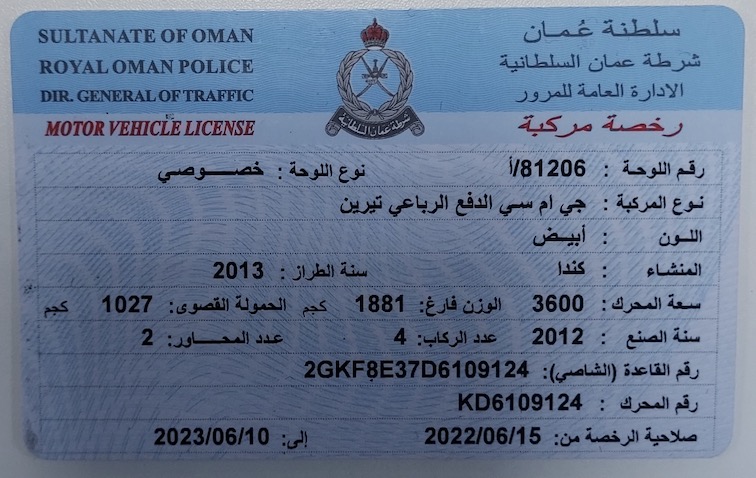 SULTANATE OF OMAN
ROYAL OMAN POLICE
DIR. GENERAL OF TRAFFIC
MOTOR VEHICLE LICENSE
سلطنة عُمان
شرطة عمان السلطانية
الادارة العامة للمرور
رخصة مركبة
شرطة عمان السلطانية
رقم اللوحة : 81206/أ نوع اللوحة : خصوصي
نوع المركبة : جي ام سي الدفع الرباعي تيرين
اللون : أبيض
المنشاء : كندا سنة الطراز : 2013
سعة المحرك : 3600 الوزن فارغ: 1881 كجم الحمولة القصوى: 1027 كجم
سنة الصنع : 2012 عدد الركاب: 4 عدد المحاور: 2
رقم القاعدة (الشاصي): 2GKF8E37D6109124
رقم المحرك : KD6109124
صلاحية الرخصة من: 2022/06/15 إلى: 2023/06/10